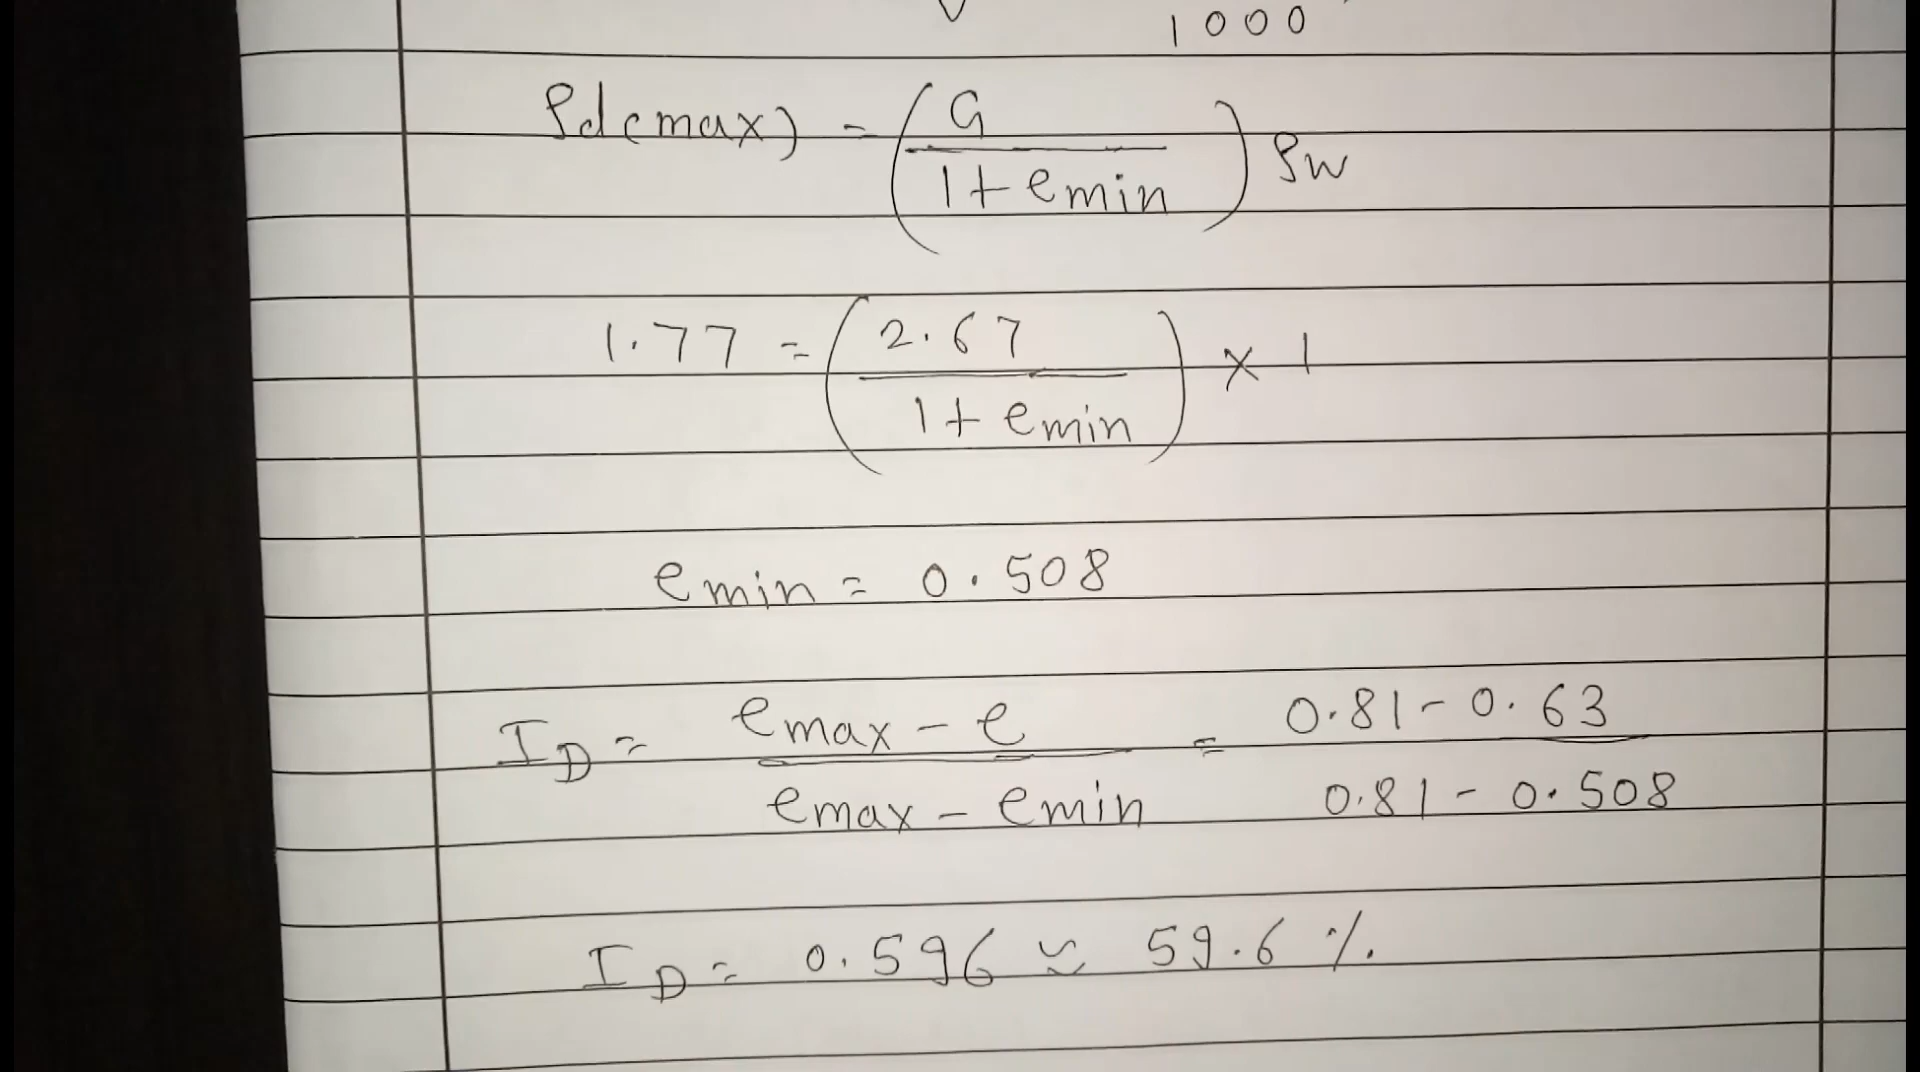 1000
ρd(max) = (G / 1+emin) ρw
1.77 = (2.67 / 1+emin) × 1
emin = 0.508
ID = emax - e / emax - emin = 0.81 - 0.63 / 0.81 - 0.508
ID = 0.596 ≈ 59.6 %.